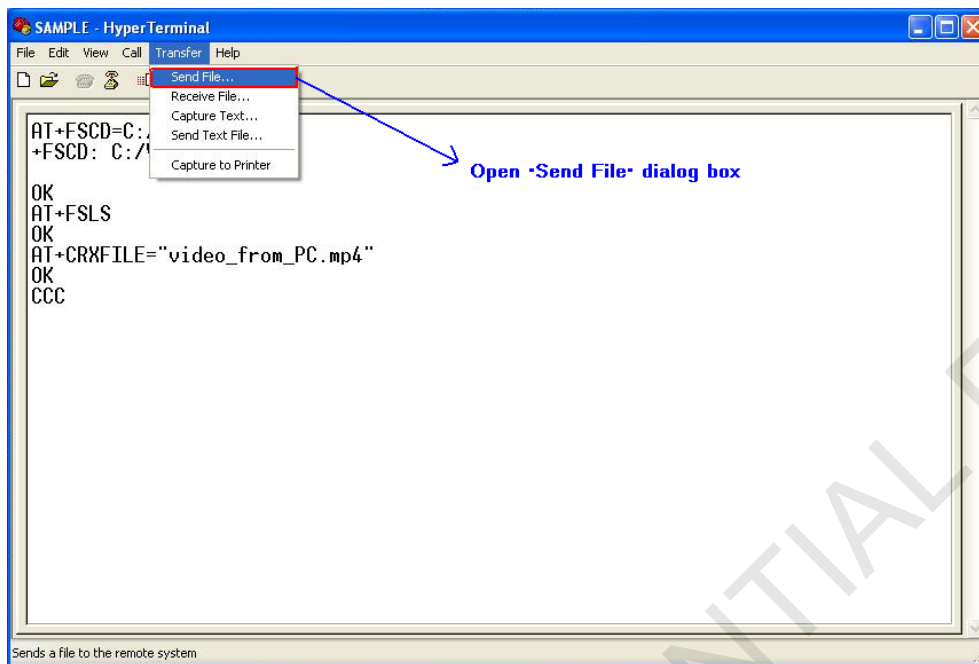 SAMPLE - HyperTerminal
File Edit View Call Transfer Help
Send File...
Receive File...
Capture Text...
Send Text File...
Capture to Printer
AT+FSCD=C:/
+FSCD: C:/
OK
AT+FSLS
OK
AT+CRXFILE="video_from_PC.mp4"
OK
CCC
Open "Send File" dialog box
Sends a file to the remote system
NTIAL